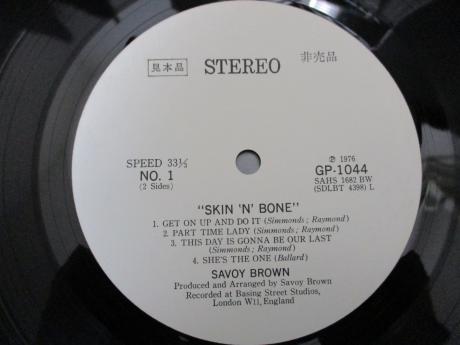 見本品 STEREO 非売品
SPEED 33⅓
NO. 1
(2 Sides)
℗ 1976
GP-1044
SAHS 1682 BW
(SDLBT 4398) L
"SKIN 'N' BONE"
1. GET ON UP AND DO IT (Simmonds; Raymond)
2. PART TIME LADY (Simmonds; Raymond)
3. THIS DAY IS GONNA BE OUR LAST
(Simmonds; Raymond)
4. SHE'S THE ONE (Ballard)
SAVOY BROWN
Produced and Arranged by Savoy Brown
Recorded at Basing Street Studios,
London W11, England